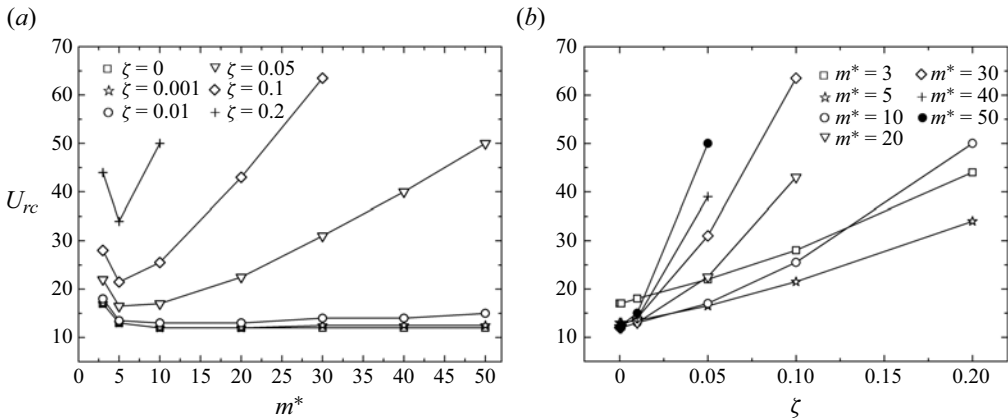 (a)
70
60
50
40
30
20
10
U_rc
ζ = 0
ζ = 0.001
ζ = 0.01
ζ = 0.05
ζ = 0.1
ζ = 0.2
0 5 10 15 20 25 30 35 40 45 50
m*
(b)
70
60
50
40
30
20
10
m* = 3
m* = 5
m* = 10
m* = 20
m* = 30
m* = 40
m* = 50
0 0.05 0.10 0.15 0.20
ζ